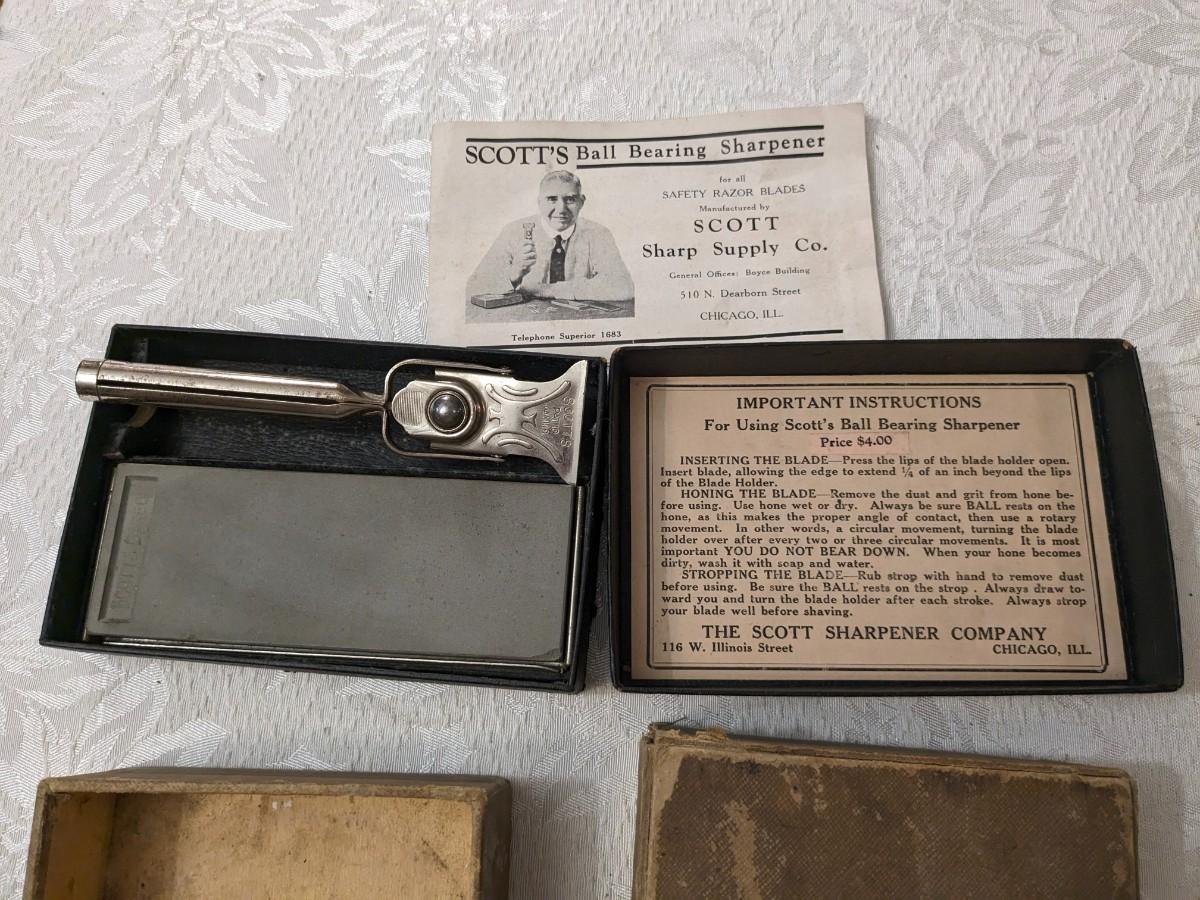 SCOTT'S Ball Bearing Sharpener
for all
SAFETY RAZOR BLADES
Manufactured by
SCOTT
Sharp Supply Co.
General Offices: Boyce Building
510 N. Dearborn Street
CHICAGO, ILL.
Telephone Superior 1683
SCOTT'S
IMPORTANT INSTRUCTIONS
For Using Scott's Ball Bearing Sharpener
Price $4.00
INSERTING THE BLADE—Press the lips of the blade holder open.
Insert blade, allowing the edge to extend ¼ of an inch beyond the lips
of the Blade Holder.
HONING THE BLADE—Remove the dust and grit from hone be-
fore using. Use hone wet or dry. Always be sure BALL rests on the
hone, as this makes the proper angle of contact, then use a rotary
movement. In other words, a circular movement, turning the blade
holder over after every two or three circular movements. It is most
important YOU DO NOT BEAR DOWN. When your hone becomes
dirty, wash it with soap and water.
STROPPING THE BLADE—Rub strop with hand to remove dust
before using. Be sure the BALL rests on the strop . Always draw to-
ward you and turn the blade holder after each stroke. Always strop
your blade well before shaving.
THE SCOTT SHARPENER COMPANY
116 W. Illinois Street CHICAGO, ILL.